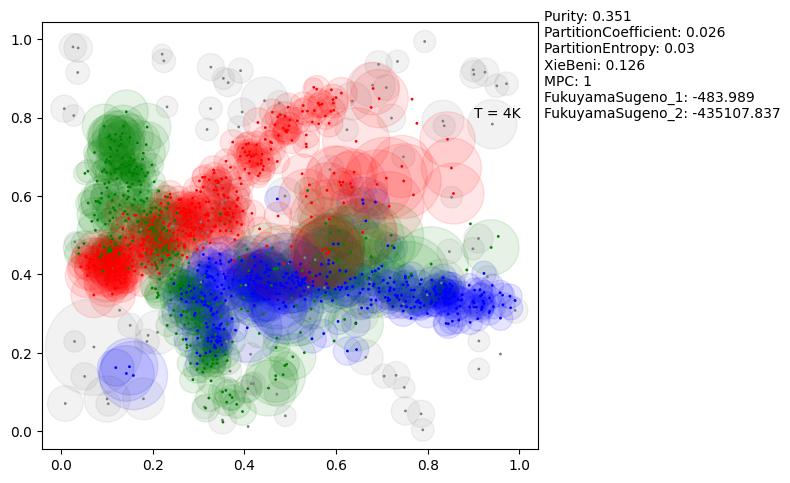 Purity: 0.351
PartitionCoefficient: 0.026
PartitionEntropy: 0.03
XieBeni: 0.126
MPC: 1
FukuyamaSugeno_1: -483.989
FukuyamaSugeno_2: -435107.837
T = 4K
1.0
0.8
0.6
0.4
0.2
0.0
0.0 0.2 0.4 0.6 0.8 1.0